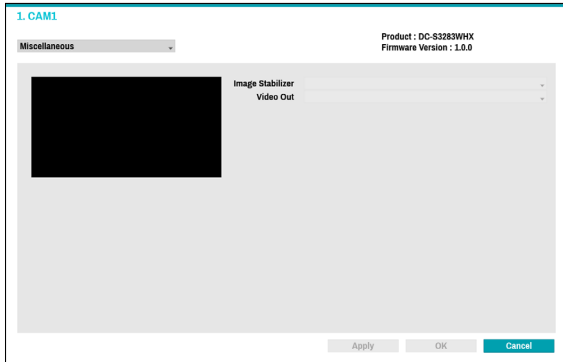 1. CAM1
Product : DC-S3283WHX
Miscellaneous
Firmware Version : 1.0.0
Image Stabilizer
Video Out
Apply OK Cancel